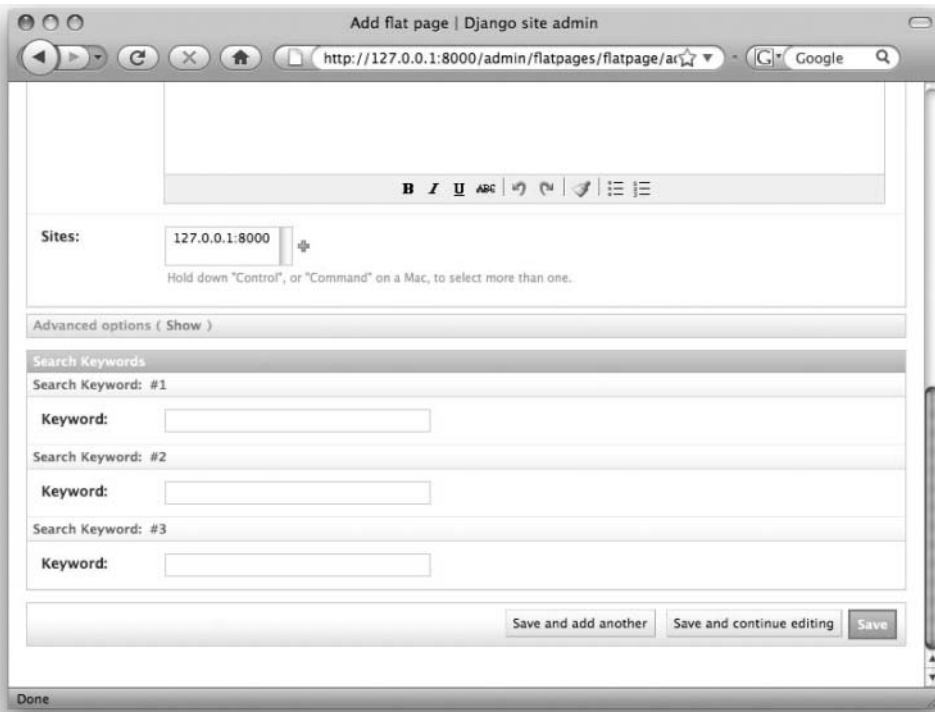 Add flat page | Django site admin
http://127.0.0.1:8000/admin/flatpages/flatpage/
G Google
B I U ABC
Sites:
127.0.0.1:8000
Hold down "Control", or "Command" on a Mac, to select more than one.
Advanced options ( Show )
Search Keywords
Search Keyword: #1
Keyword:
Search Keyword: #2
Keyword:
Search Keyword: #3
Keyword:
Save and add another
Save and continue editing
Save
Done